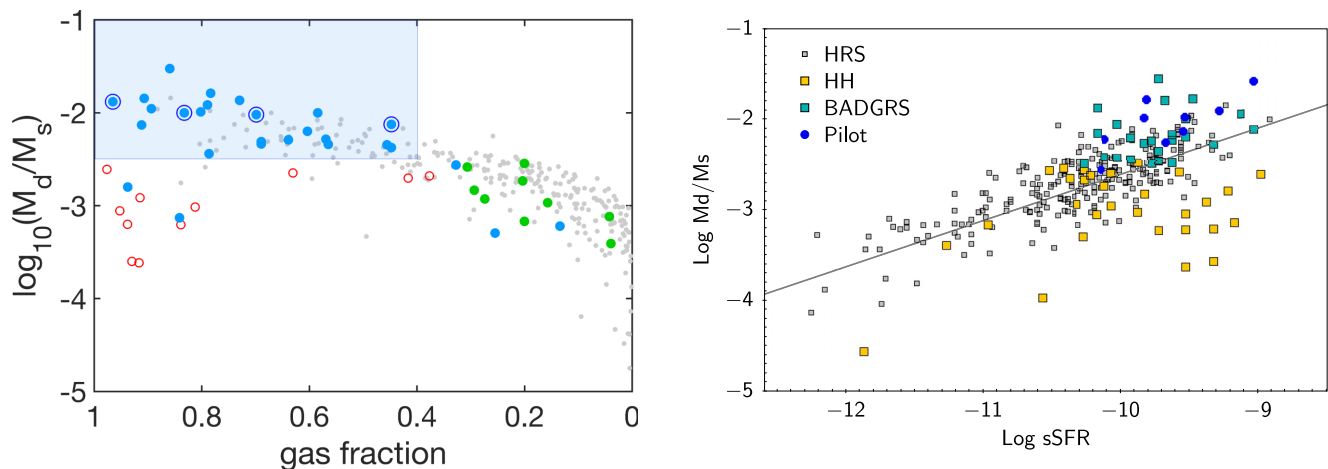 log10(Md/Ms)
-1
-2
-3
-4
-5
1
0.8
0.6
0.4
0.2
0
gas fraction
Log Md/Ms
−1
−2
−3
−4
−5
HRS
HH
BADGRS
Pilot
−12
−11
−10
−9
Log sSFR